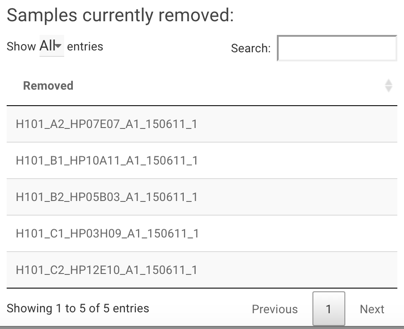 Samples currently removed:
Show All entries
Search:
Removed
H101_A2_HP07E07_A1_150611_1
H101_B1_HP10A11_A1_150611_1
H101_B2_HP05B03_A1_150611_1
H101_C1_HP03H09_A1_150611_1
H101_C2_HP12E10_A1_150611_1
Showing 1 to 5 of 5 entries
Previous 1 Next